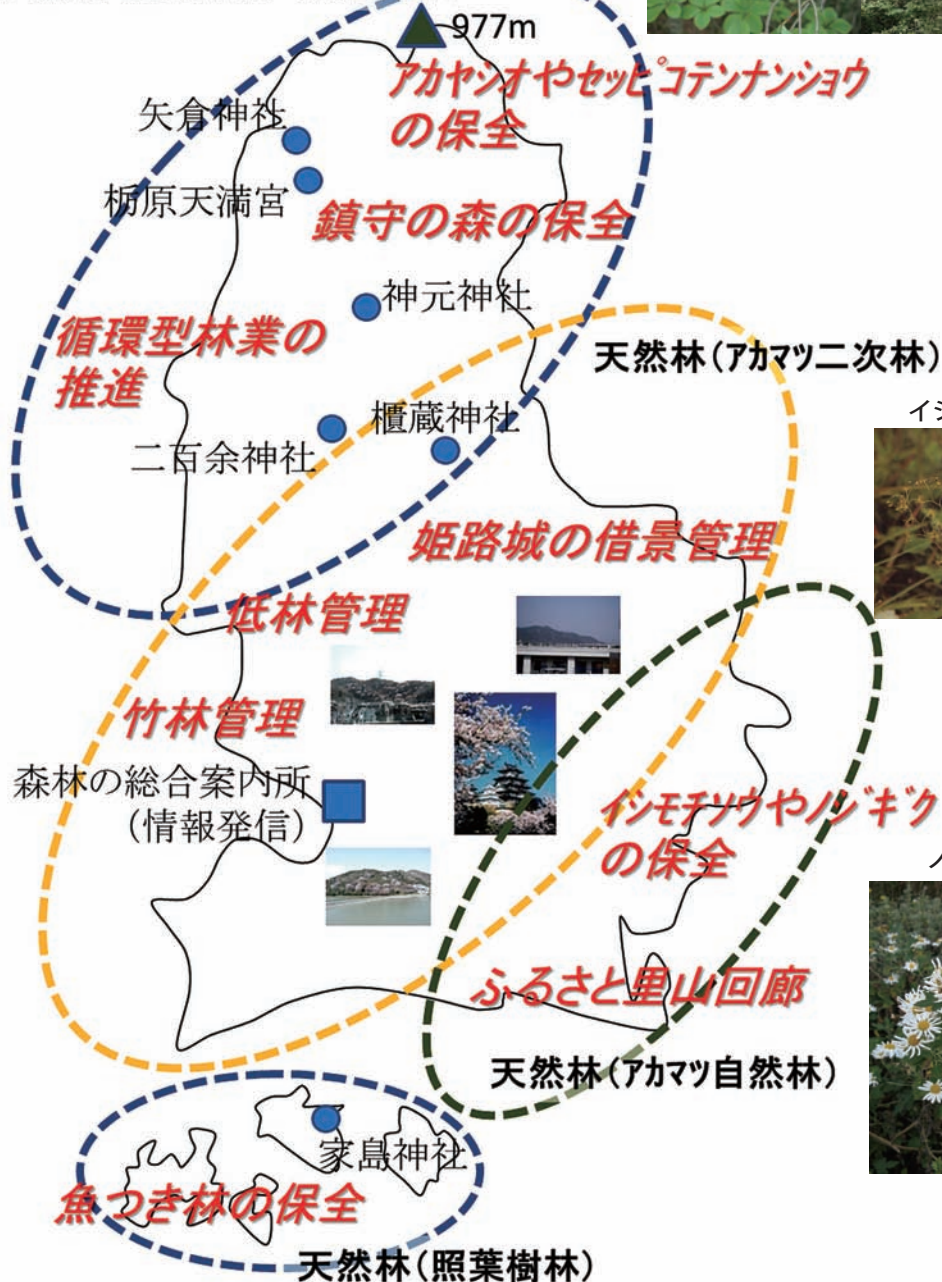 977m
アカヤシオやセッピコテンナンショウ
の保全
矢倉神社
栃原天満宮
鎮守の森の保全
神元神社
循環型林業の
推進
天然林(アカマツ二次林)
櫃蔵神社
二百余神社
姫路城の借景管理
低林管理
竹林管理
森林の総合案内所
(情報発信)
イシモチソウやノジギク
の保全
ふるさと里山回廊
天然林(アカマツ自然林)
家島神社
魚つき林の保全
天然林(照葉樹林)